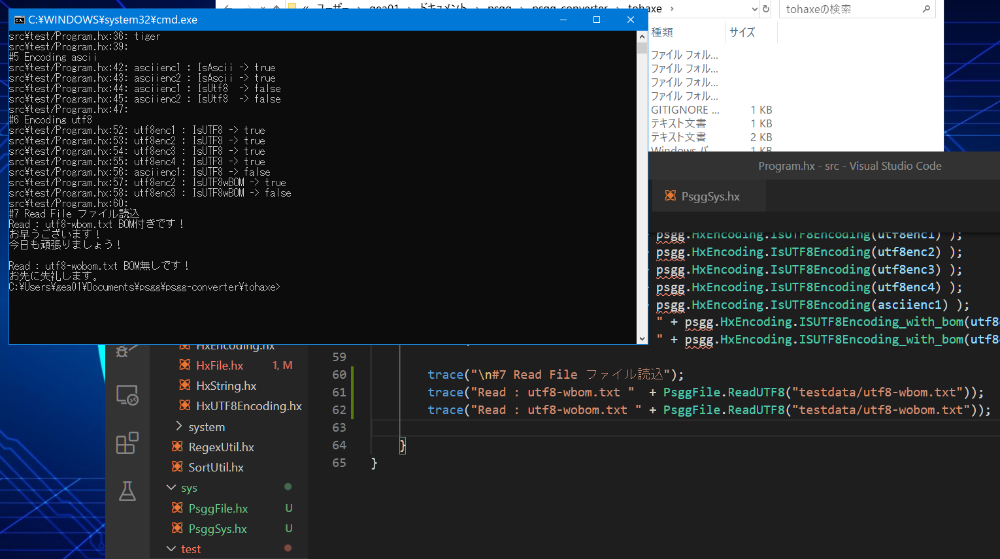 « ユーザー › gea01 › ドキュメント › psgg › psgg-converter › tohaxe ›
tohaxeの検索
C:¥WINDOWS¥system32¥cmd.exe
src¥test/Program.hx:36: tiger
src¥test/Program.hx:39:
#5 Encoding ascii
src¥test/Program.hx:42: asciienc1 : IsAscii -> true
src¥test/Program.hx:43: asciienc2 : IsAscii -> true
src¥test/Program.hx:44: asciienc1 : IsUtf8  -> false
src¥test/Program.hx:45: asciienc2 : IsUtf8  -> false
src¥test/Program.hx:47:
#6 Encoding utf8
src¥test/Program.hx:52: utf8enc1 : IsUTF8 -> true
src¥test/Program.hx:53: utf8enc2 : IsUTF8 -> true
src¥test/Program.hx:54: utf8enc3 : IsUTF8 -> true
src¥test/Program.hx:55: utf8enc4 : IsUTF8 -> true
src¥test/Program.hx:56: asciienc1: IsUTF8 -> false
src¥test/Program.hx:57: utf8enc2 : IsUTF8wBOM -> true
src¥test/Program.hx:58: utf8enc3 : IsUTF8wBOM -> false
src¥test/Program.hx:60:
#7 Read File ファイル読込
Read : utf8-wbom.txt BOM付きです！
お早うございます！
今日も頑張りましょう！
Read : utf8-wobom.txt BOM無しです！
お先に失礼します。
C:¥Users¥gea01¥Documents¥psgg¥psgg-converter¥tohaxe>
種類 サイズ
ファイル フォル...
ファイル フォル...
ファイル フォル...
ファイル フォル...
GITIGNORE ... 1 KB
テキスト文書 1 KB
テキスト文書 2 KB
Windows バ 1 KB
Program.hx - src - Visual Studio Code
PsggSys.hx
psgg.HxEncoding.IsUTF8Encoding(utf8enc1) );
psgg.HxEncoding.IsUTF8Encoding(utf8enc2) );
psgg.HxEncoding.IsUTF8Encoding(utf8enc3) );
psgg.HxEncoding.IsUTF8Encoding(utf8enc4) );
psgg.HxEncoding.IsUTF8Encoding(asciienc1) );
" + psgg.HxEncoding.ISUTF8Encoding_with_bom(utf8
" + psgg.HxEncoding.ISUTF8Encoding_with_bom(utf8
59
60 trace("\n#7 Read File ファイル読込");
61 trace("Read : utf8-wbom.txt "  + PsggFile.ReadUTF8("testdata/utf8-wbom.txt"));
62 trace("Read : utf8-wobom.txt " + PsggFile.ReadUTF8("testdata/utf8-wobom.txt"));
63
64 }
65 }
HxEncoding.hx
HxFile.hx 1, M
HxString.hx
HxUTF8Encoding.hx
system
RegexUtil.hx
SortUtil.hx
sys
PsggFile.hx U
PsggSys.hx U
test